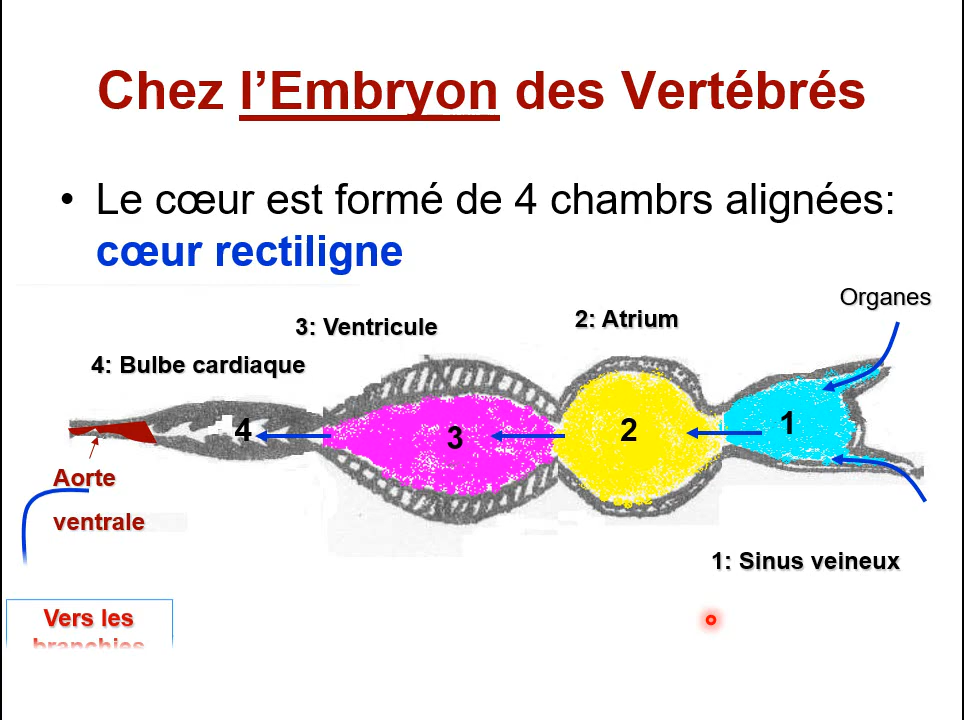 Chez l’Embryon des Vertébrés
• Le cœur est formé de 4 chambrs alignées:
cœur rectiligne
Organes
2: Atrium
3: Ventricule
4: Bulbe cardiaque
4
3
2
1
Aorte
ventrale
1: Sinus veineux
Vers les
branchies